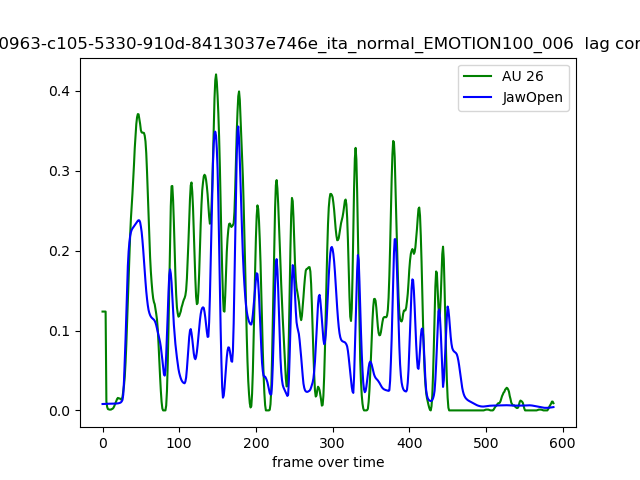 0963-c105-5330-910d-8413037e746e_ita_normal_EMOTION100_006 lag cor
AU 26
JawOpen
0.4
0.3
0.2
0.1
0.0
0 100 200 300 400 500 600
frame over time